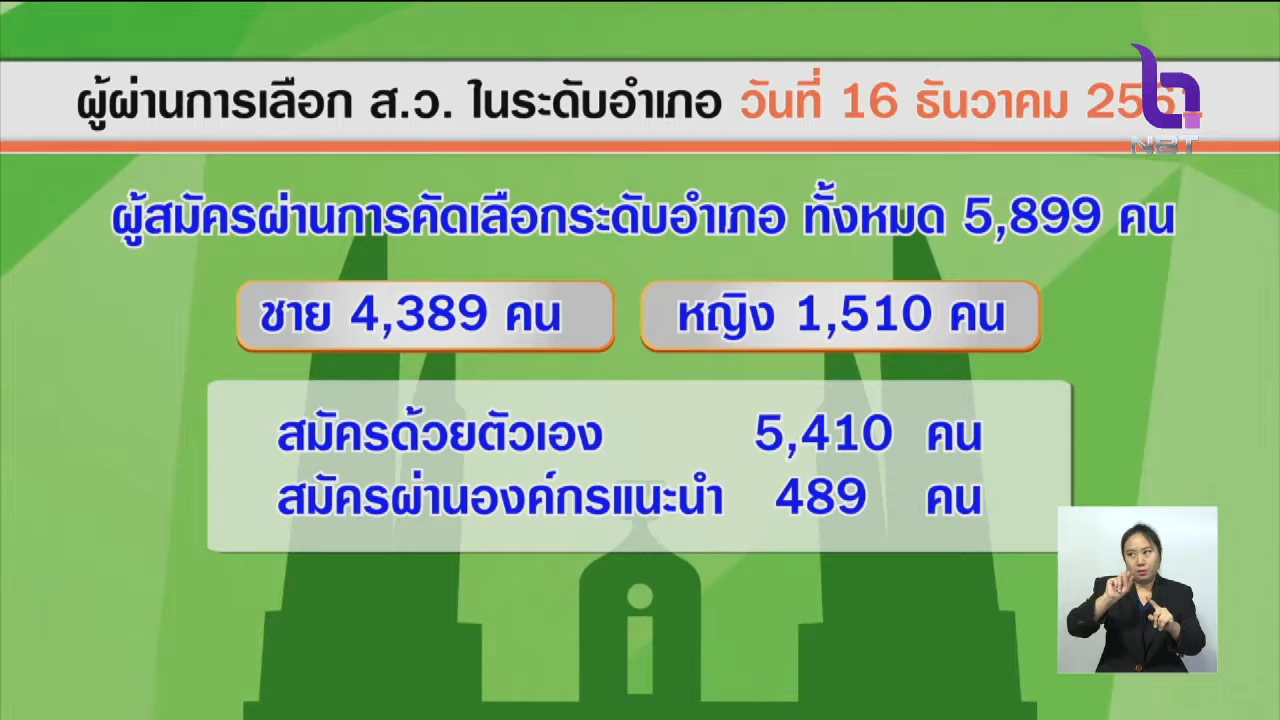 ผู้ผ่านการเลือก ส.ว. ในระดับอำเภอ วันที่ 16 ธันวาคม 2561
NBT
ผู้สมัครผ่านการคัดเลือกระดับอำเภอ ทั้งหมด 5,899 คน
ชาย 4,389 คน
หญิง 1,510 คน
สมัครด้วยตัวเอง 5,410 คน
สมัครผ่านองค์กรแนะนำ 489 คน